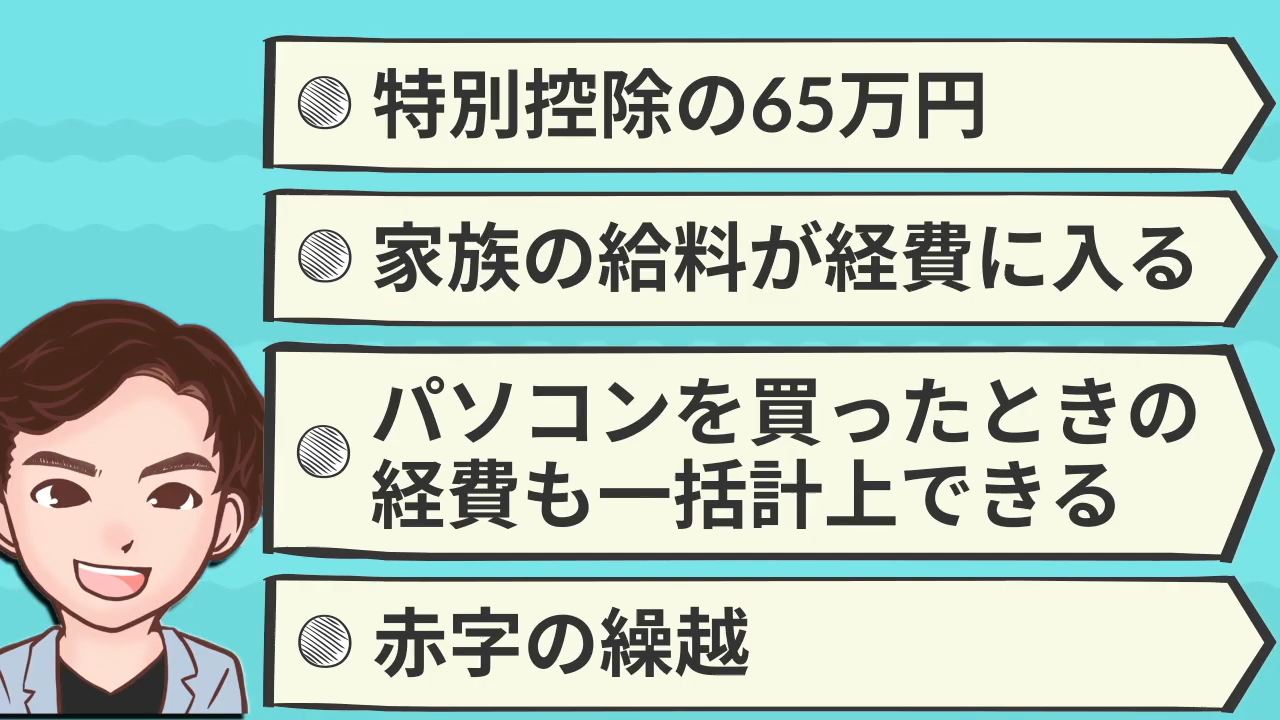 特別控除の65万円
家族の給料が経費に入る
パソコンを買ったときの
経費も一括計上できる
赤字の繰越